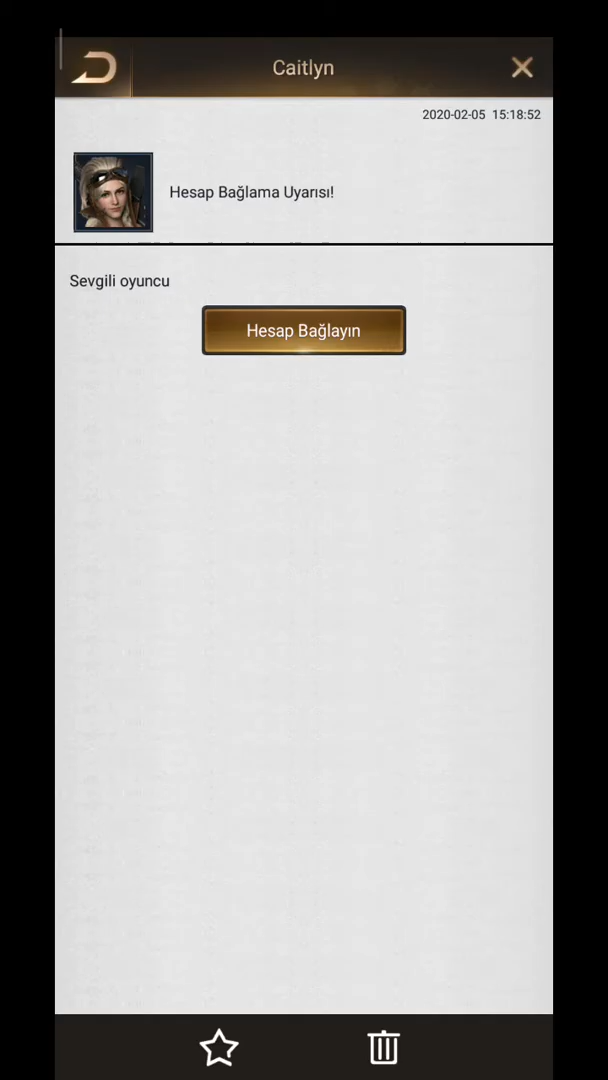 Caitlyn
2020-02-05 15:18:52
Hesap Bağlama Uyarısı!
Sevgili oyuncu
Hesap Bağlayın